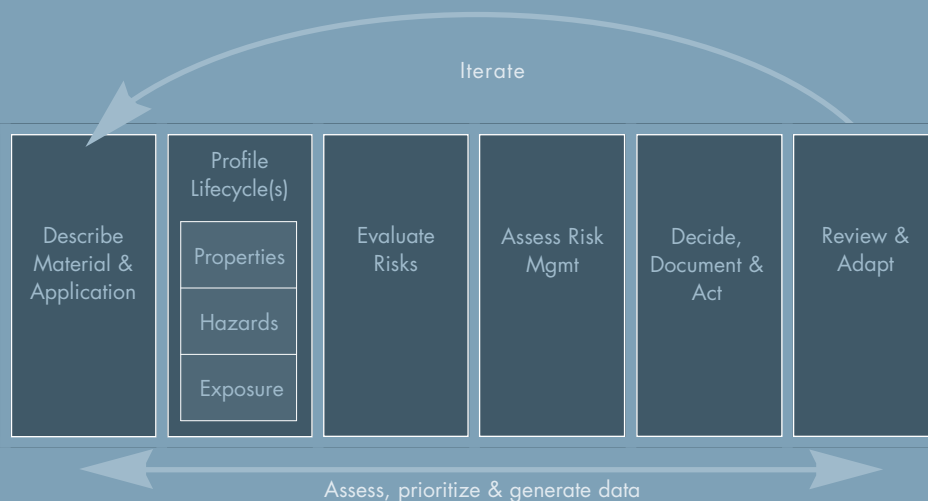 Iterate
Describe
Material &
Application
Profile
Lifecycle(s)
Properties
Hazards
Exposure
Evaluate
Risks
Assess Risk
Mgmt
Decide,
Document &
Act
Review &
Adapt
Assess, prioritize & generate data